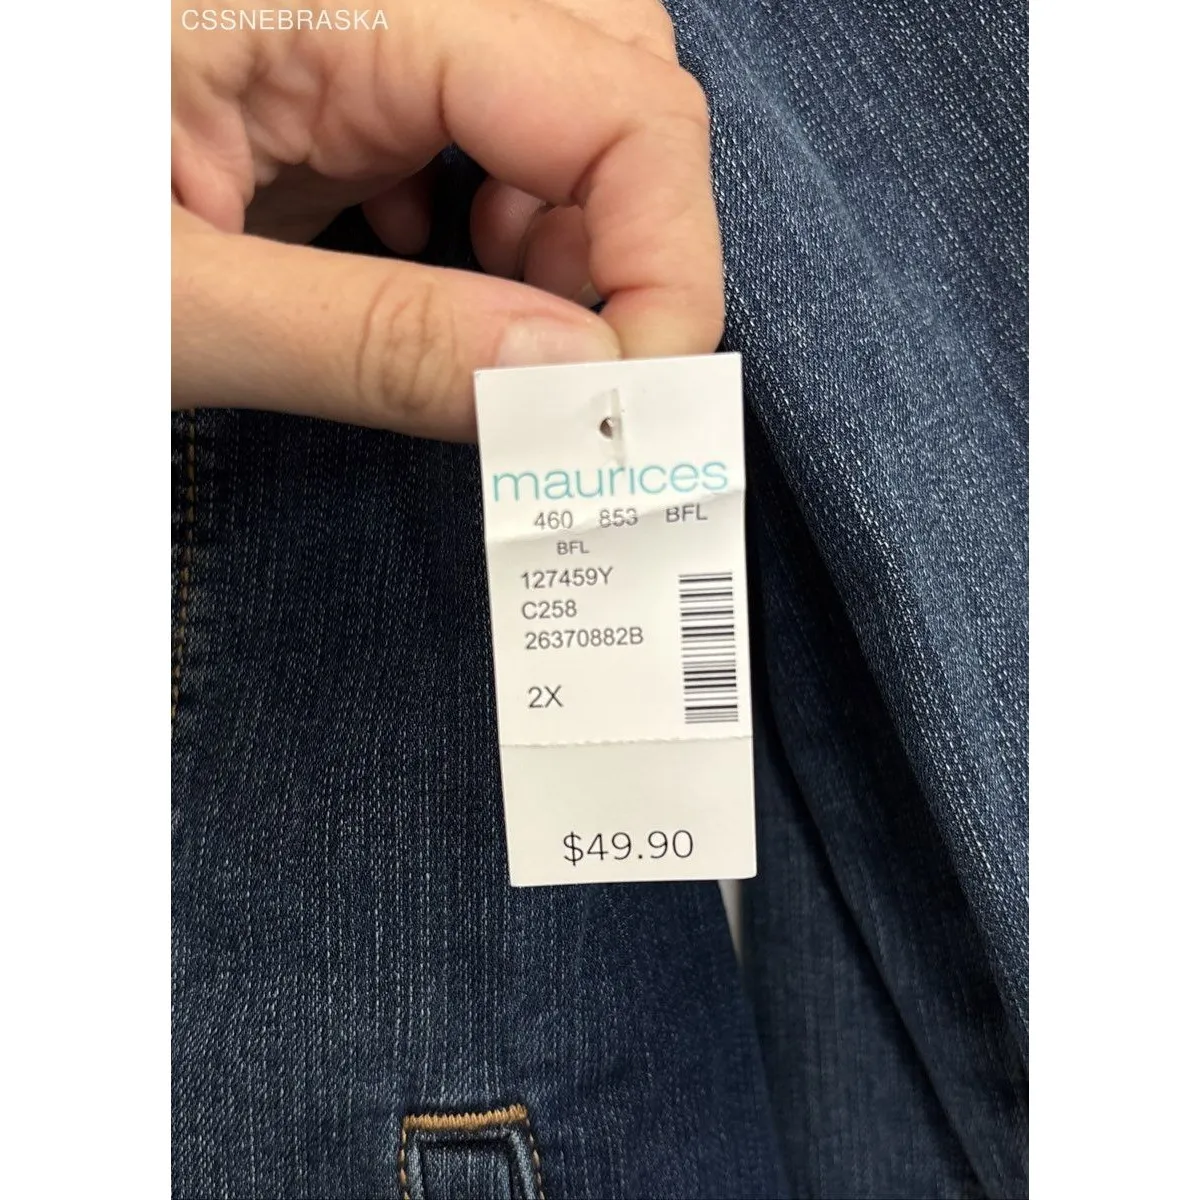 CSSNEBRASKA
maurices
460 853 BFL
BFL
127459Y
C258
26370882B
2X
$49.90